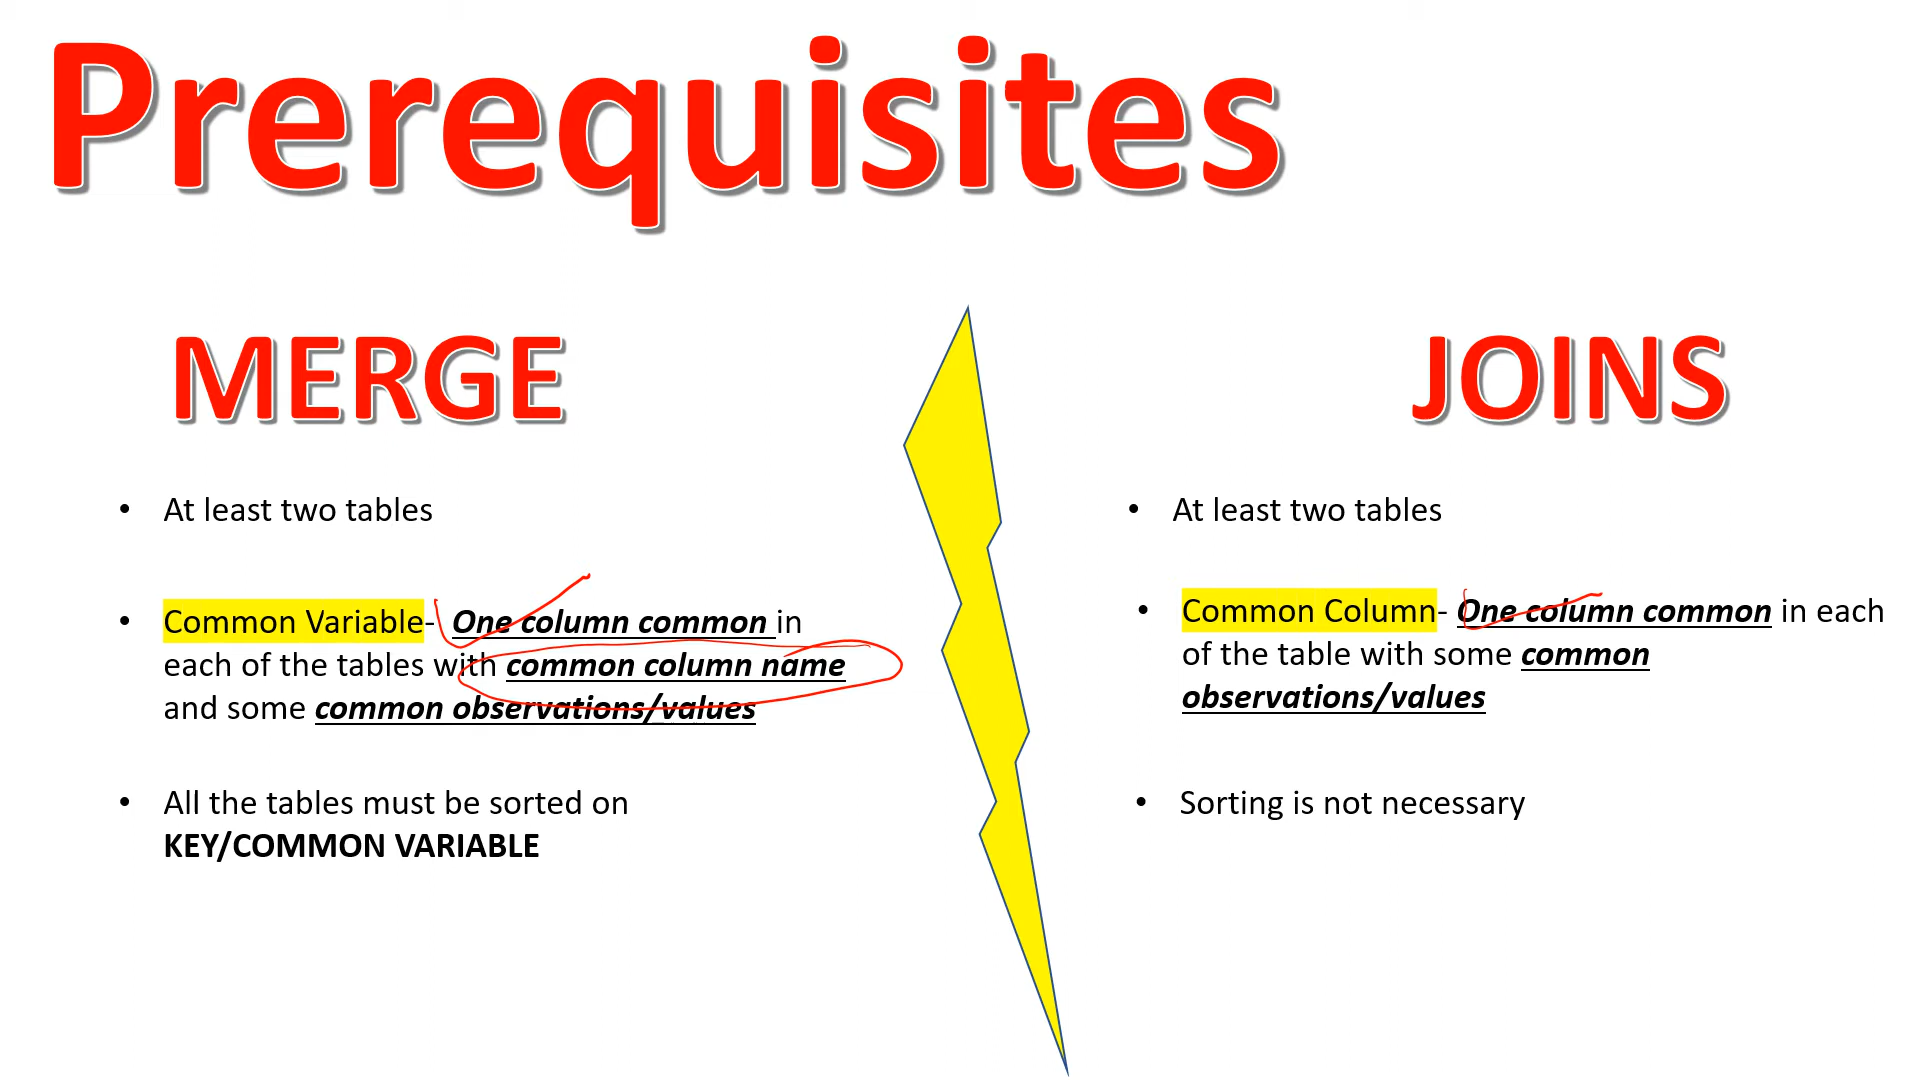 Prerequisites
MERGE
• At least two tables
• Common Variable- One column common in
each of the tables with common column name
and some common observations/values
• All the tables must be sorted on
KEY/COMMON VARIABLE
JOINS
• At least two tables
• Common Column- One column common in each
of the table with some common
observations/values
• Sorting is not necessary